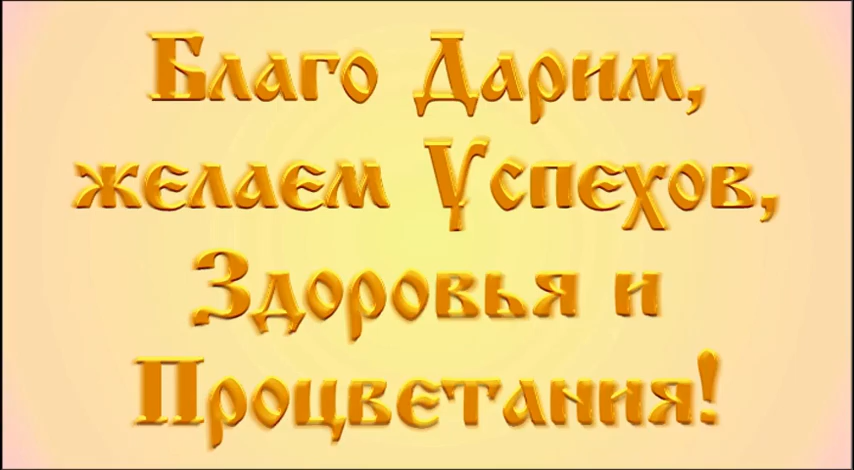 Благо Дарим,
желаем Успехов,
Здоровья и
Процветания!